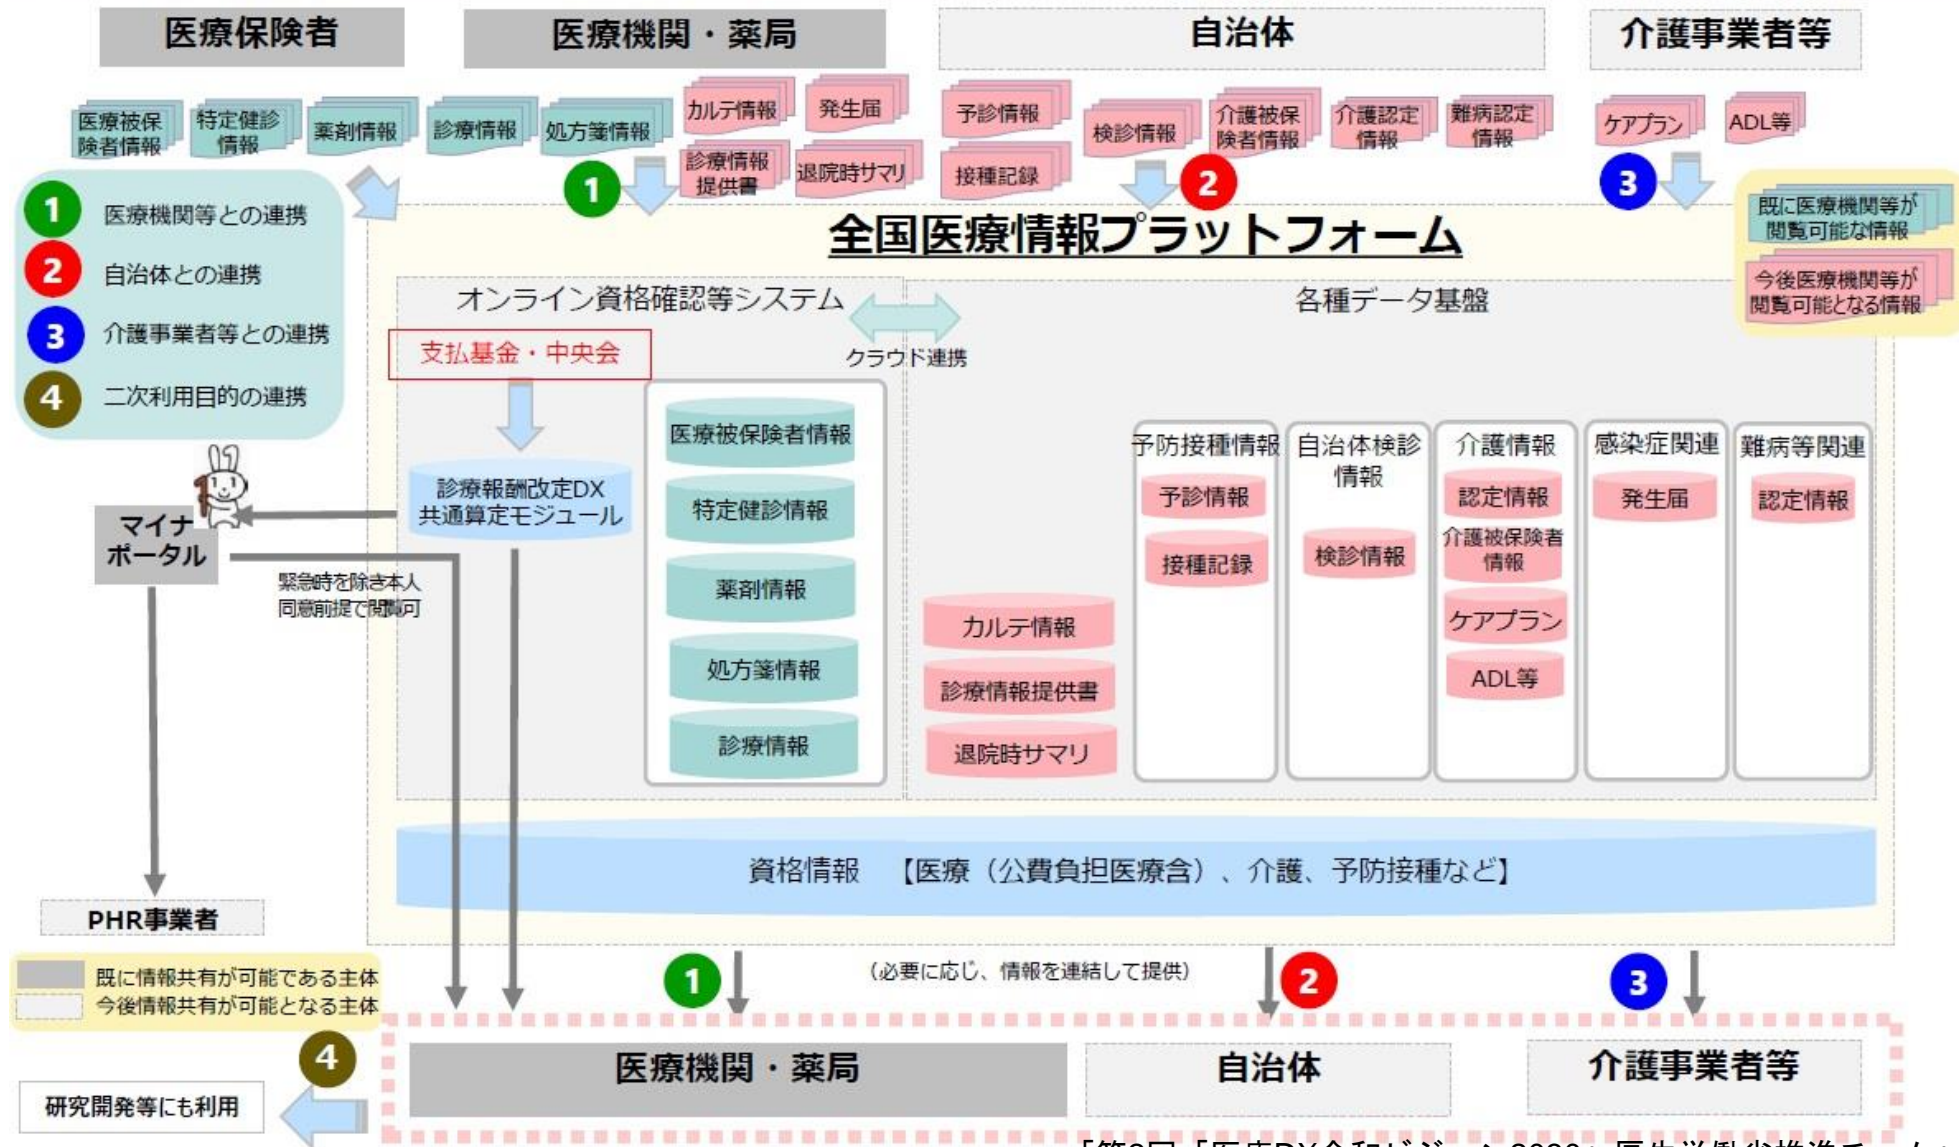 医療保険者
医療機関・薬局
自治体
介護事業者等
医療被保
険者情報
特定健診
情報
薬剤情報
診療情報
処方箋情報
カルテ情報
発生届
診療情報
提供書
退院時サマリ
予診情報
接種記録
検診情報
介護被保
険者情報
介護認定
情報
難病認定
情報
ケアプラン
ADL等
1
2
3
1 医療機関等との連携
2 自治体との連携
3 介護事業者等との連携
4 二次利用目的の連携
既に医療機関等が
閲覧可能な情報
今後医療機関等が
閲覧可能となる情報
全国医療情報プラットフォーム
オンライン資格確認等システム
各種データ基盤
クラウド連携
支払基金・中央会
診療報酬改定DX
共通算定モジュール
医療被保険者情報
特定健診情報
薬剤情報
処方箋情報
診療情報
カルテ情報
診療情報提供書
退院時サマリ
予防接種情報
予診情報
接種記録
自治体検診
情報
検診情報
介護情報
認定情報
介護被保険者
情報
ケアプラン
ADL等
感染症関連
発生届
難病等関連
認定情報
マイナ
ポータル
緊急時を除き本人
同意前提で閲覧可
資格情報 【医療（公費負担医療含）、介護、予防接種など】
PHR事業者
既に情報共有が可能である主体
今後情報共有が可能となる主体
1
（必要に応じ、情報を連結して提供）
2
3
4
医療機関・薬局
自治体
介護事業者等
研究開発等にも利用